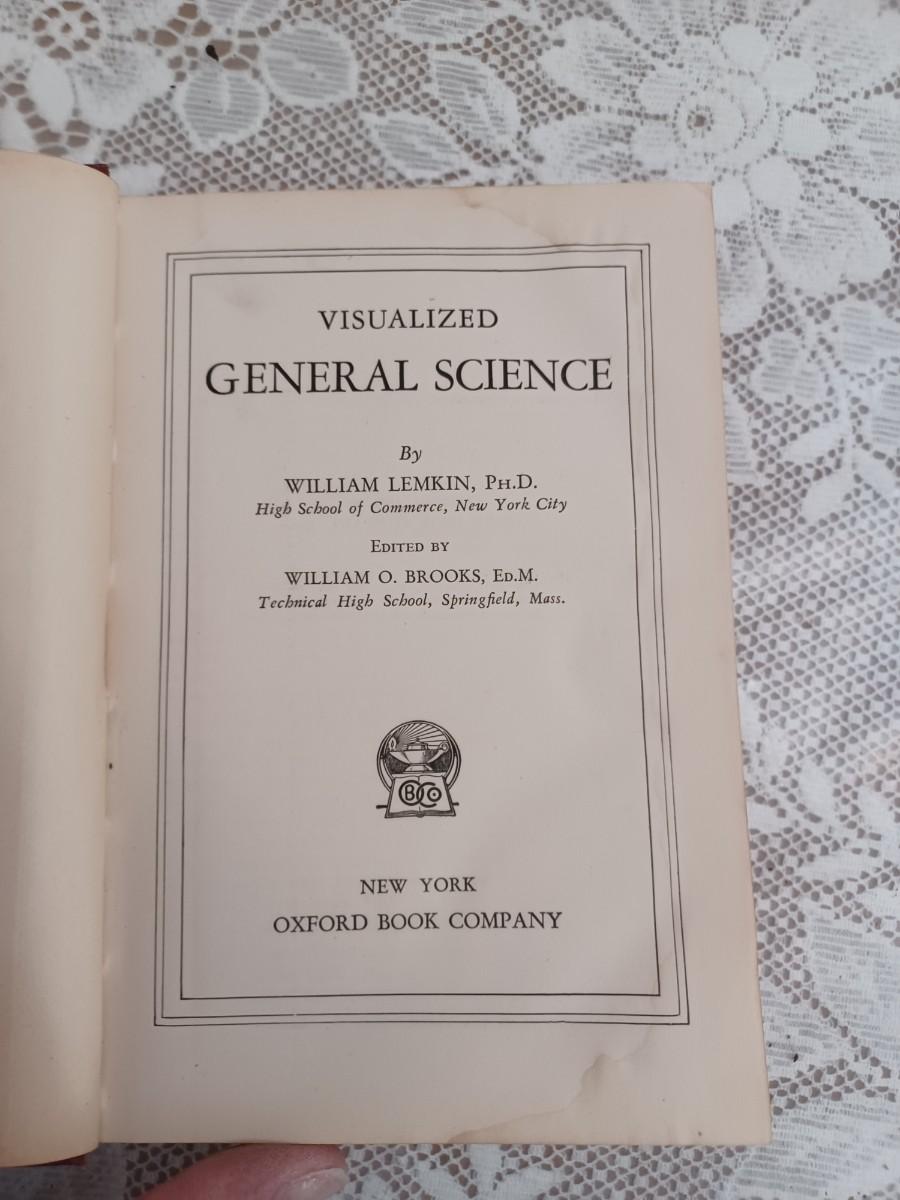 VISUALIZED
GENERAL SCIENCE
By
WILLIAM LEMKIN, PH.D.
High School of Commerce, New York City
EDITED BY
WILLIAM O. BROOKS, ED.M.
Technical High School, Springfield, Mass.
OBCo
NEW YORK
OXFORD BOOK COMPANY